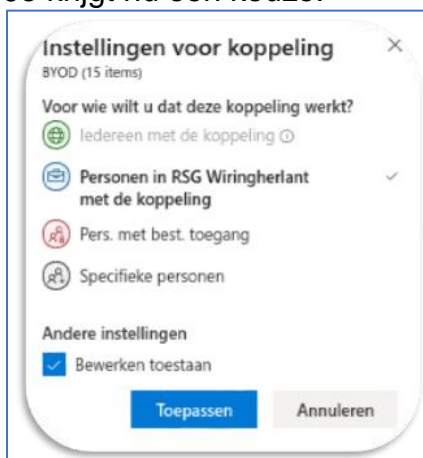 Je krijgt nu een keuze:
Instellingen voor koppeling
BYOD (15 items)
Voor wie wilt u dat deze koppeling werkt?
Iedereen met de koppeling
Personen in RSG Wiringherlant
met de koppeling
Pers. met best. toegang
Specifieke personen
Andere instellingen
Bewerken toestaan
Toepassen
Annuleren